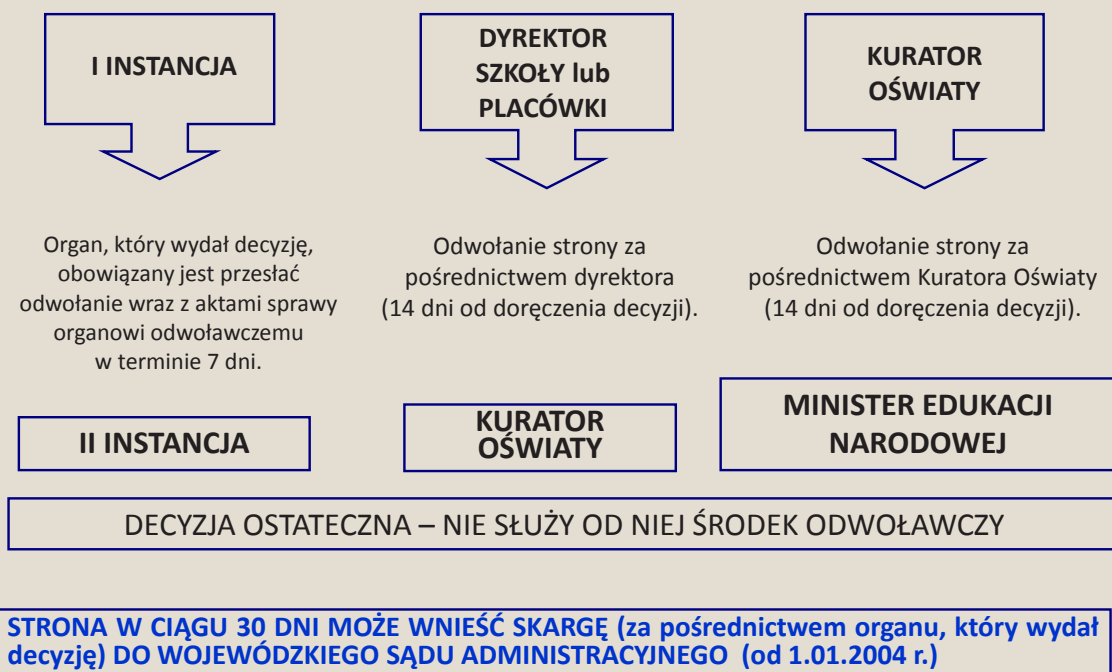 I INSTANCJA
DYREKTOR
SZKOŁY lub
PLACÓWKI
KURATOR
OŚWIATY
Organ, który wydał decyzję,
obowiązany jest przesłać
odwołanie wraz z aktami sprawy
organowi odwoławczemu
w terminie 7 dni.
Odwołanie strony za
pośrednictwem dyrektora
(14 dni od doręczenia decyzji).
Odwołanie strony za
pośrednictwem Kuratora Oświaty
(14 dni od doręczenia decyzji).
II INSTANCJA
KURATOR
OŚWIATY
MINISTER EDUKACJI
NARODOWEJ
DECYZJA OSTATECZNA – NIE SŁUŻY OD NIEJ ŚRODEK ODWOŁAWCZY
STRONA W CIĄGU 30 DNI MOŻE WNIEŚĆ SKARGĘ (za pośrednictwem organu, który wydał
decyzję) DO WOJEWÓDZKIEGO SĄDU ADMINISTRACYJNEGO (od 1.01.2004 r.)